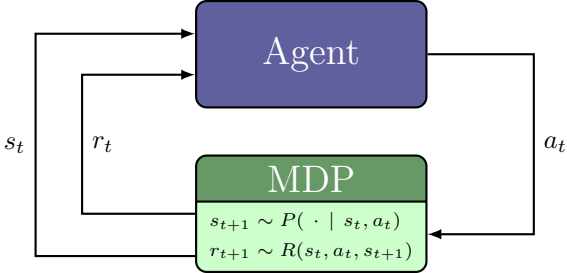 Agent
s_t
r_t
a_t
MDP
s_{t+1} ∼ P( · | s_t, a_t)
r_{t+1} ∼ R(s_t, a_t, s_{t+1})